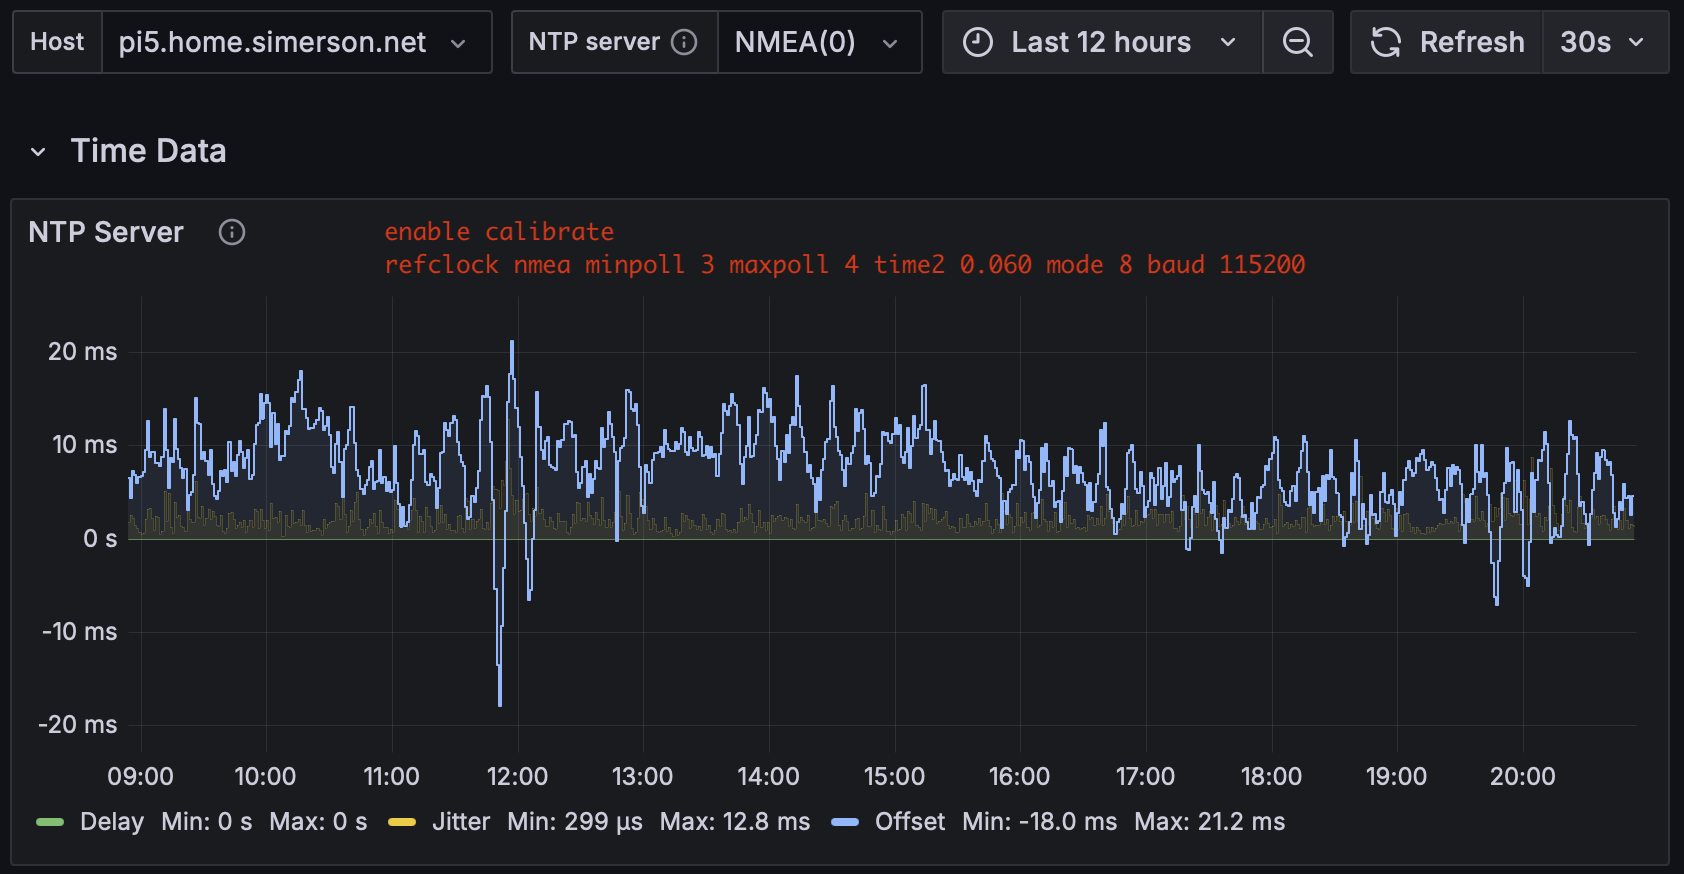 Host pi5.home.simerson.net NTP server NMEA(0) Last 12 hours Refresh 30s
Time Data
NTP Server
enable calibrate
refclock nmea minpoll 3 maxpoll 4 time2 0.060 mode 8 baud 115200
20 ms
10 ms
0 s
-10 ms
-20 ms
09:00 10:00 11:00 12:00 13:00 14:00 15:00 16:00 17:00 18:00 19:00 20:00
Delay Min: 0 s Max: 0 s Jitter Min: 299 µs Max: 12.8 ms Offset Min: -18.0 ms Max: 21.2 ms